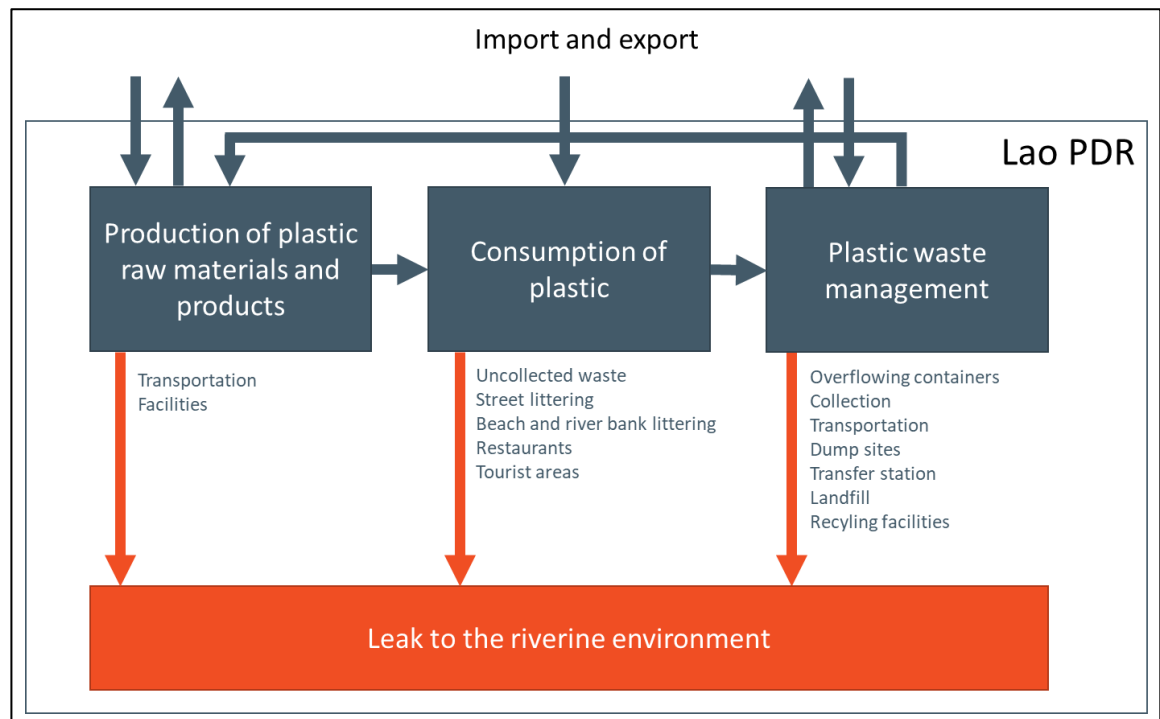 Import and export
Lao PDR
Production of plastic
raw materials and
products
Consumption of
plastic
Plastic waste
management
Transportation
Facilities
Uncollected waste
Street littering
Beach and river bank littering
Restaurants
Tourist areas
Overflowing containers
Collection
Transportation
Dump sites
Transfer station
Landfill
Recyling facilities
Leak to the riverine environment